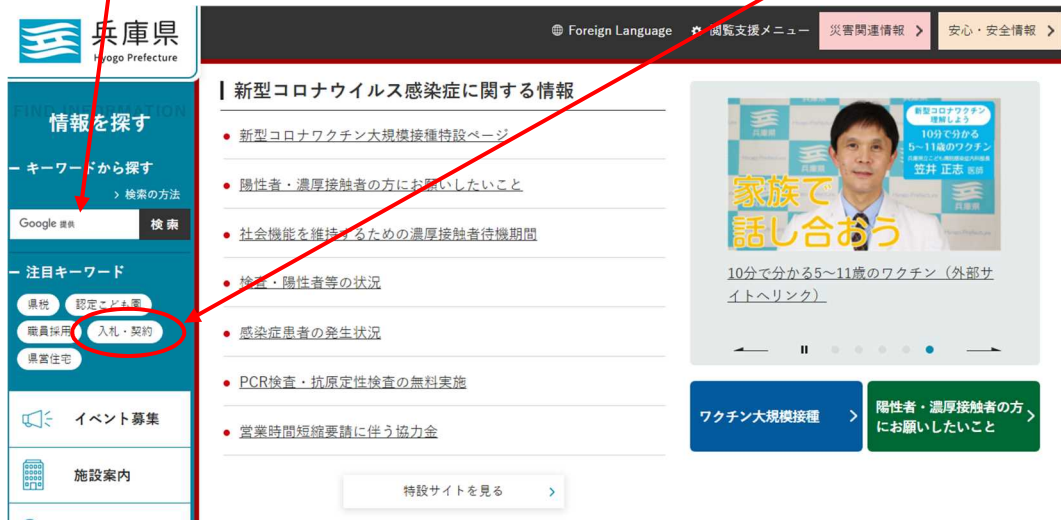 兵庫県
Hyogo Prefecture
Foreign Language
閲覧支援メニュー
災害関連情報
安心・安全情報
FIND INFORMATION
情報を探す
キーワードから探す
検索の方法
Google 提供
検索
注目キーワード
県税
認定こども園
職員採用
入札・契約
県営住宅
イベント募集
施設案内
新型コロナウイルス感染症に関する情報
新型コロナワクチン大規模接種特設ページ
陽性者・濃厚接触者の方にお願いしたいこと
社会機能を維持するための濃厚接触者待機期間
検査・陽性者等の状況
感染症患者の発生状況
PCR検査・抗原定性検査の無料実施
営業時間短縮要請に伴う協力金
特設サイトを見る
新型コロナワクチン
理解しよう
10分で分かる
5~11歳のワクチン
笠井 正志 医師
家族で
話し合おう
兵庫県
10分で分かる5~11歳のワクチン（外部サ
イトへリンク）
ワクチン大規模接種
陽性者・濃厚接触者の方
にお願いしたいこと